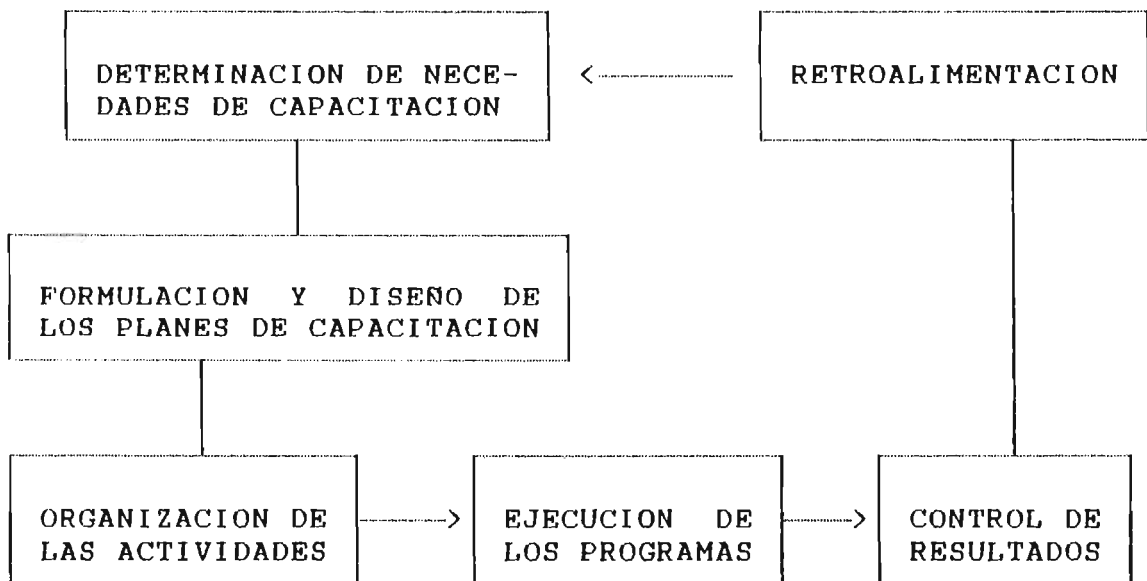 DETERMINACION DE NECE-
DADES DE CAPACITACION
RETROALIMENTACION
FORMULACION Y DISEÑO DE
LOS PLANES DE CAPACITACION
ORGANIZACION DE
LAS ACTIVIDADES
EJECUCION DE
LOS PROGRAMAS
CONTROL DE
RESULTADOS